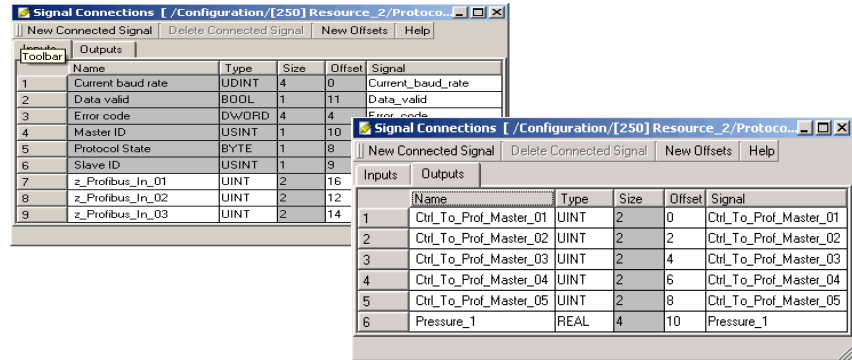 Signal Connections [ /Configuration/[250] Resource_2/Protoco...
New Connected Signal Delete Connected Signal New Offsets Help
Toolbar Outputs
Name Type Size Offset Signal
1 Current baud rate UDINT 4 0 Current_baud_rate
2 Data valid BOOL 1 11 Data_valid
3 Error code DWORD 4 4 Error_code
4 Master ID USINT 1 10
5 Protocol State BYTE 1 8
6 Slave ID USINT 1 9
7 z_Profibus_In_01 UINT 2 16
8 z_Profibus_In_02 UINT 2 12
9 z_Profibus_In_03 UINT 2 14
Signal Connections [ /Configuration/[250] Resource_2/Protoco...
New Connected Signal Delete Connected Signal New Offsets Help
Inputs Outputs
Name Type Size Offset Signal
1 Ctrl_To_Prof_Master_01 UINT 2 0 Ctrl_To_Prof_Master_01
2 Ctrl_To_Prof_Master_02 UINT 2 2 Ctrl_To_Prof_Master_02
3 Ctrl_To_Prof_Master_03 UINT 2 4 Ctrl_To_Prof_Master_03
4 Ctrl_To_Prof_Master_04 UINT 2 6 Ctrl_To_Prof_Master_04
5 Ctrl_To_Prof_Master_05 UINT 2 8 Ctrl_To_Prof_Master_05
6 Pressure_1 REAL 4 10 Pressure_1